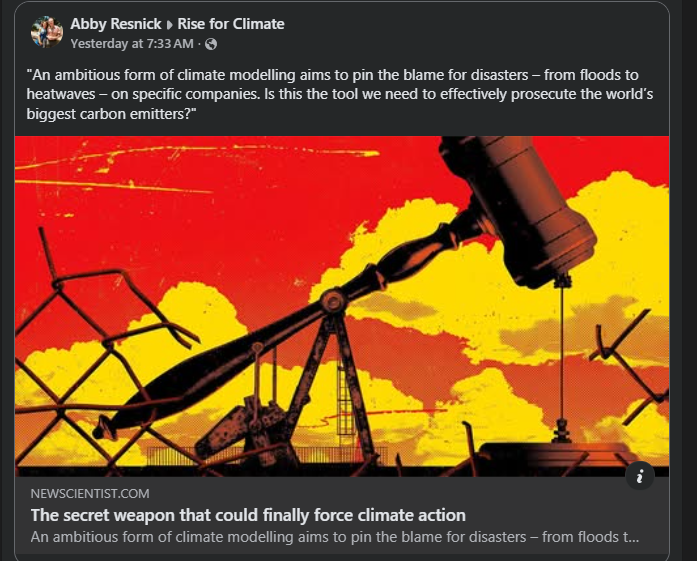 Abby Resnick ▸ Rise for Climate
Yesterday at 7:33 AM ·
"An ambitious form of climate modelling aims to pin the blame for disasters – from floods to
heatwaves – on specific companies. Is this the tool we need to effectively prosecute the world's
biggest carbon emitters?"
NEWSCIENTIST.COM
The secret weapon that could finally force climate action
An ambitious form of climate modelling aims to pin the blame for disasters – from floods t...